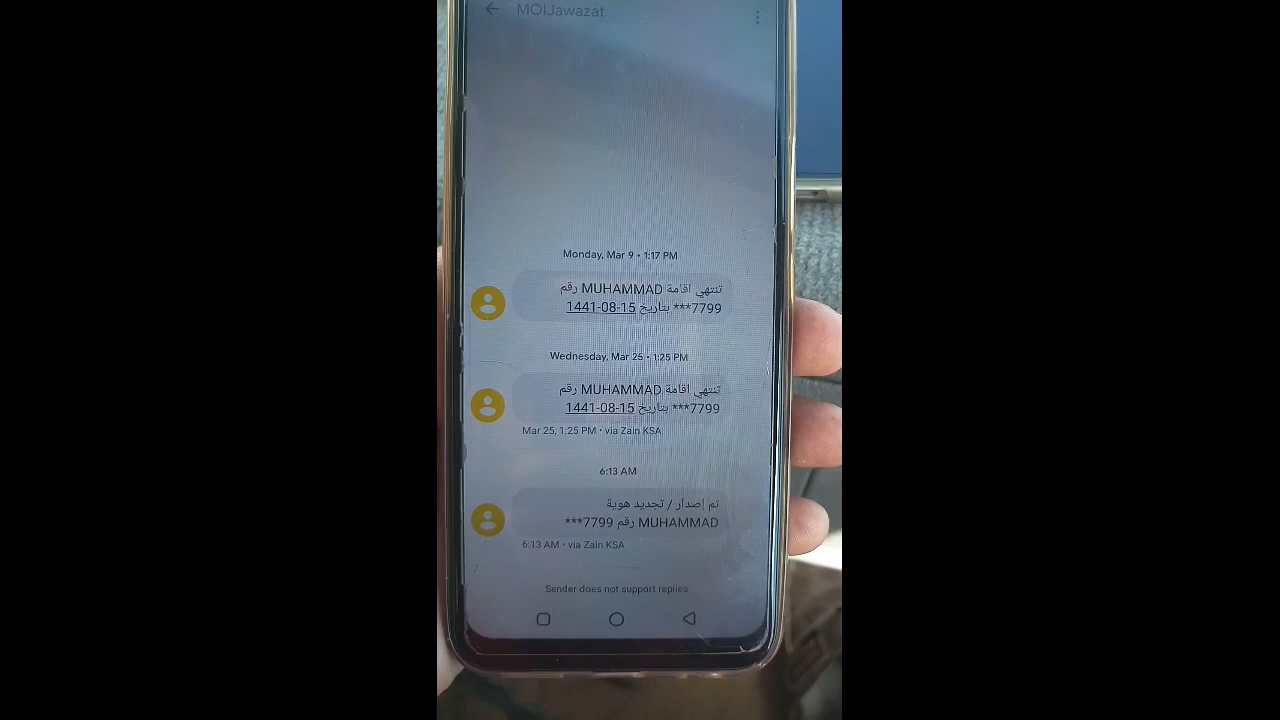 MOIJawazat
Monday, Mar 9 • 1:17 PM
تنتهي اقامة MUHAMMAD رقم
***7799 بتاريخ 15-08-1441
Wednesday, Mar 25 • 1:25 PM
تنتهي اقامة MUHAMMAD رقم
***7799 بتاريخ 15-08-1441
Mar 25, 1:25 PM • via Zain KSA
6:13 AM
تم إصدار / تجديد هوية
MUHAMMAD رقم 7799***
6:13 AM • via Zain KSA
Sender does not support replies